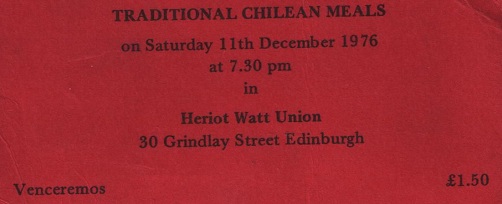 TRADITIONAL CHILEAN MEALS
on Saturday 11th December 1976
at 7.30 pm
in
Heriot Watt Union
30 Grindlay Street Edinburgh
Venceremos
£1.50